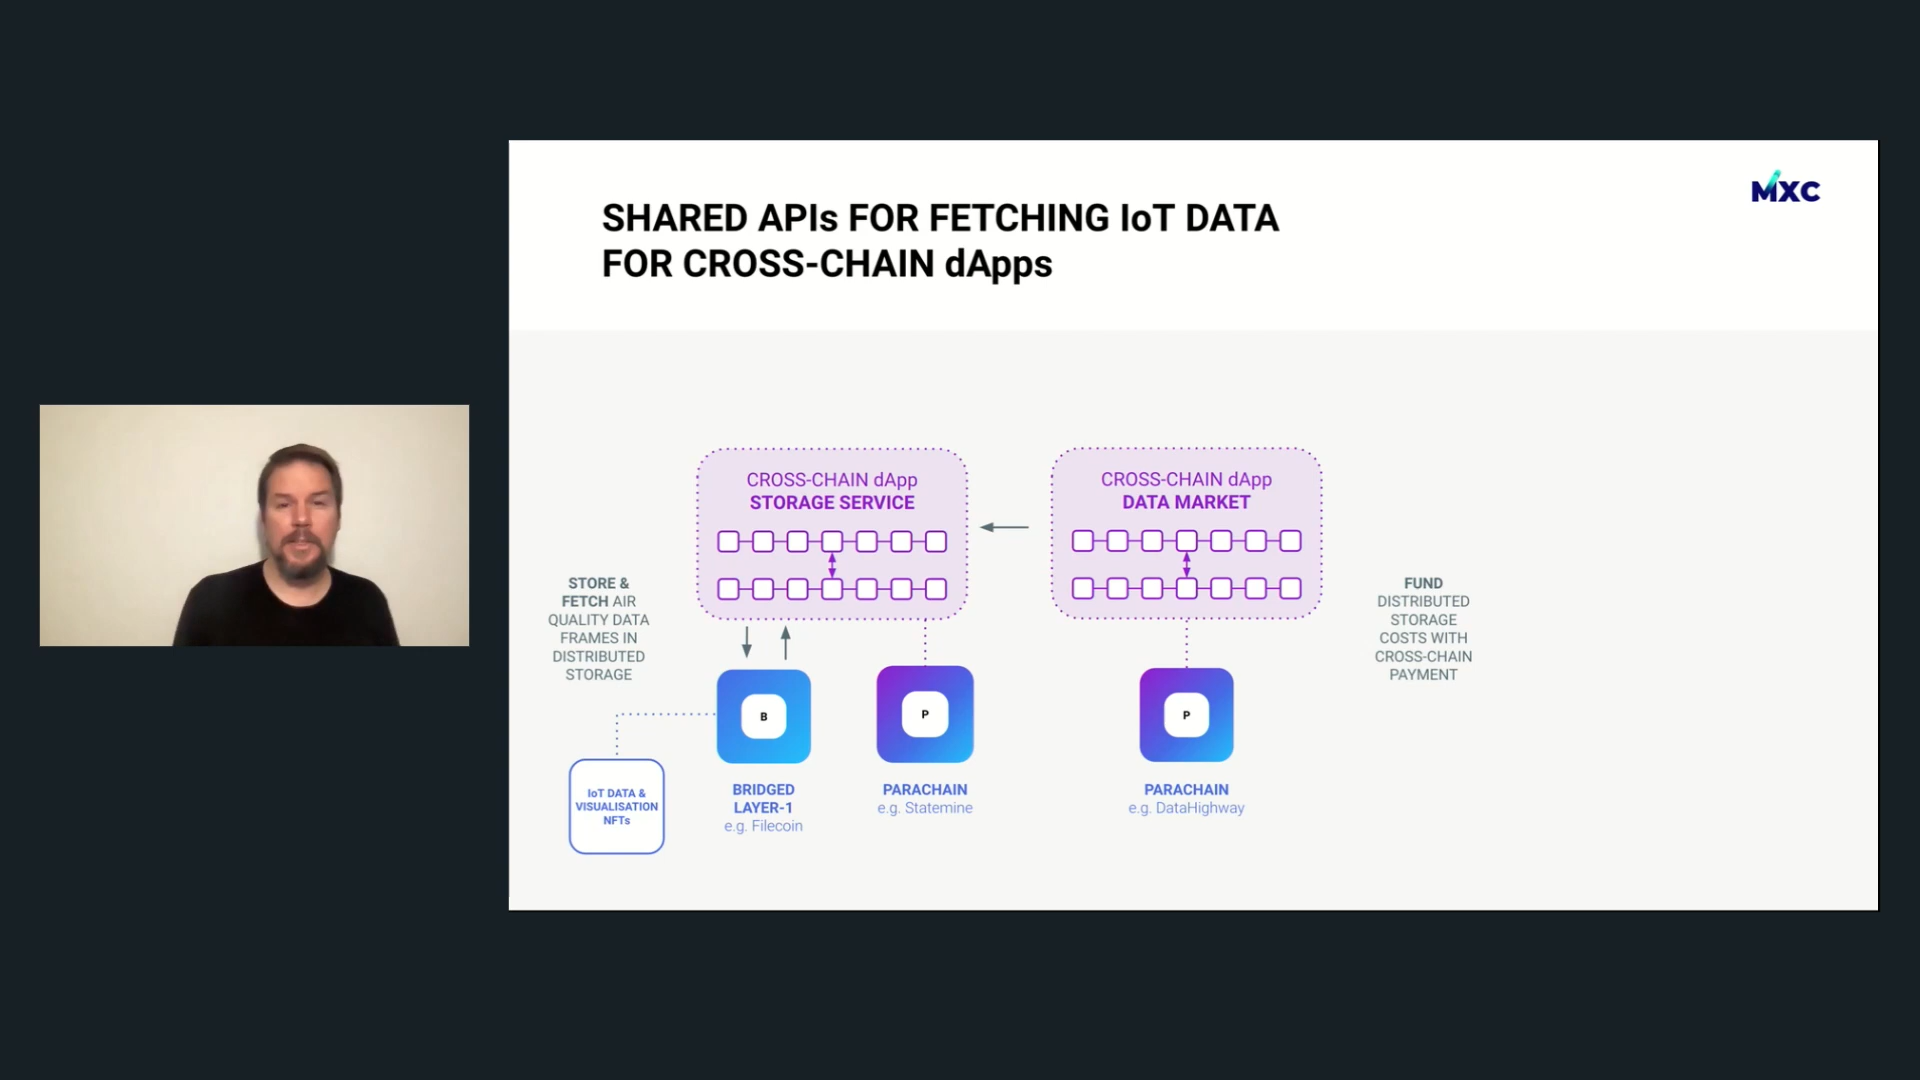 MXC
SHARED APIs FOR FETCHING IoT DATA
FOR CROSS-CHAIN dApps
CROSS-CHAIN dApp
STORAGE SERVICE
CROSS-CHAIN dApp
DATA MARKET
STORE &
FETCH AIR
QUALITY DATA
FRAMES IN
DISTRIBUTED
STORAGE
FUND
DISTRIBUTED
STORAGE
COSTS WITH
CROSS-CHAIN
PAYMENT
B
P
P
IoT DATA &
VISUALISATION
NFTs
BRIDGED
LAYER-1
e.g. Filecoin
PARACHAIN
e.g. Statemine
PARACHAIN
e.g. DataHighway